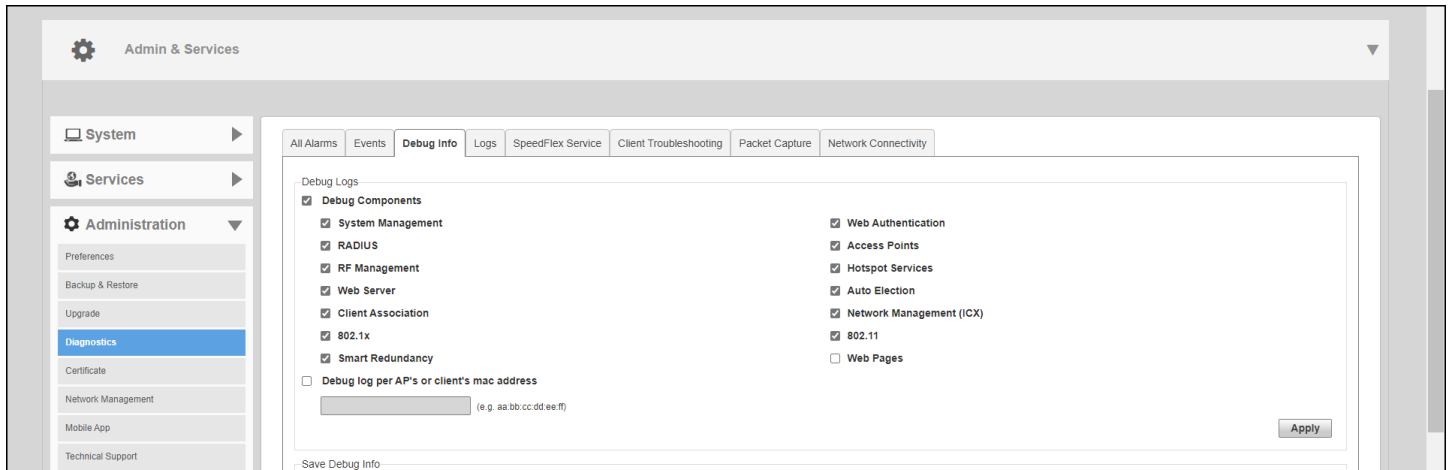 Admin & Services
System
Services
Administration
Preferences
Backup & Restore
Upgrade
Diagnostics
Certificate
Network Management
Mobile App
Technical Support
All Alarms Events Debug Info Logs SpeedFlex Service Client Troubleshooting Packet Capture Network Connectivity
Debug Logs
Debug Components
System Management Web Authentication
RADIUS Access Points
RF Management Hotspot Services
Web Server Auto Election
Client Association Network Management (ICX)
802.1x 802.11
Smart Redundancy Web Pages
Debug log per AP's or client's mac address
(e.g. aa:bb:cc:dd:ee:ff)
Apply
Save Debug Info